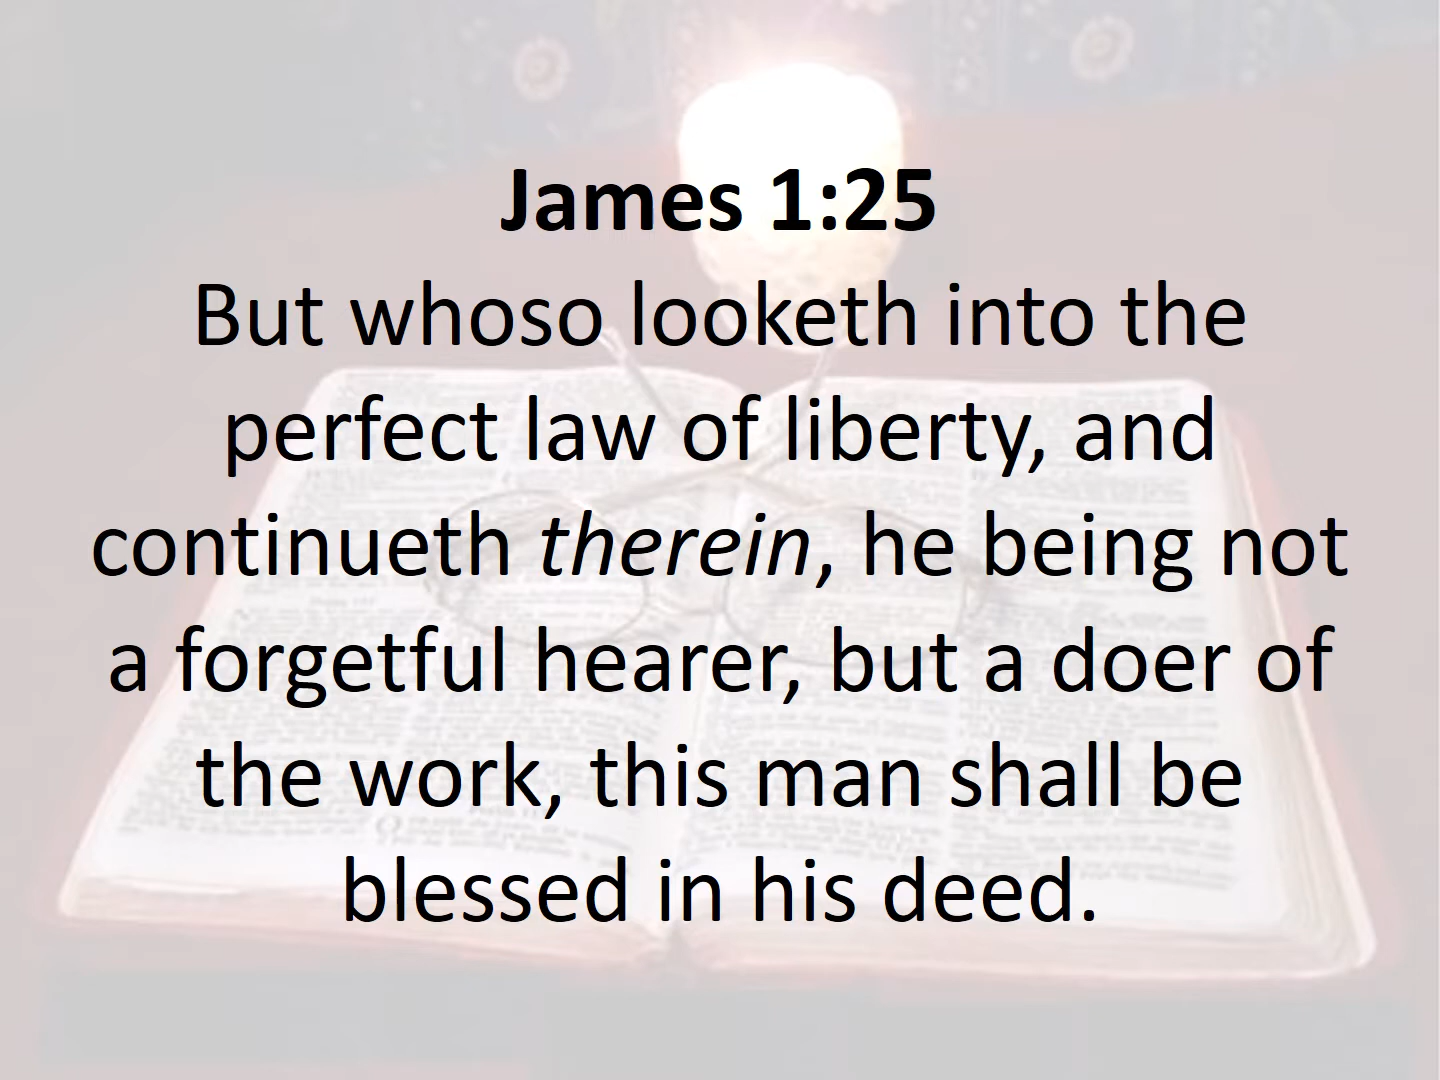 James 1:25
But whoso looketh into the
perfect law of liberty, and
continueth therein, he being not
a forgetful hearer, but a doer of
the work, this man shall be
blessed in his deed.